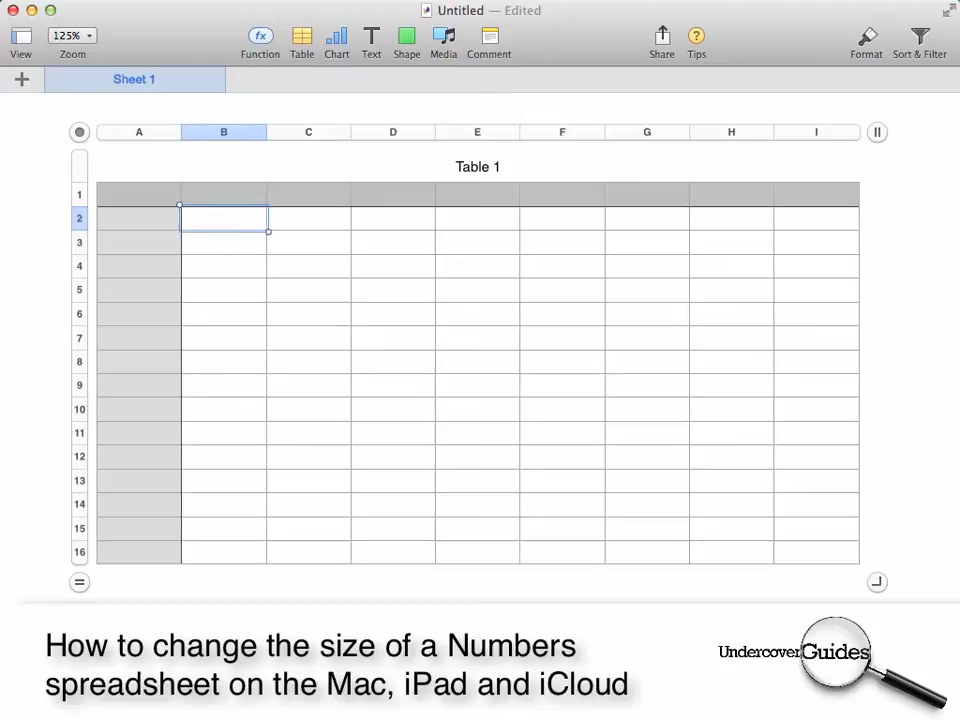 Untitled — Edited
125%
View
Zoom
fx
Function
Table
Chart
T
Text
Shape
Media
Comment
Share
?
Tips
Format
Sort & Filter
+
Sheet 1
A B C D E F G H I
Table 1
1
2
3
4
5
6
7
8
9
10
11
12
13
14
15
16
How to change the size of a Numbers
spreadsheet on the Mac, iPad and iCloud
UndercoverGuides